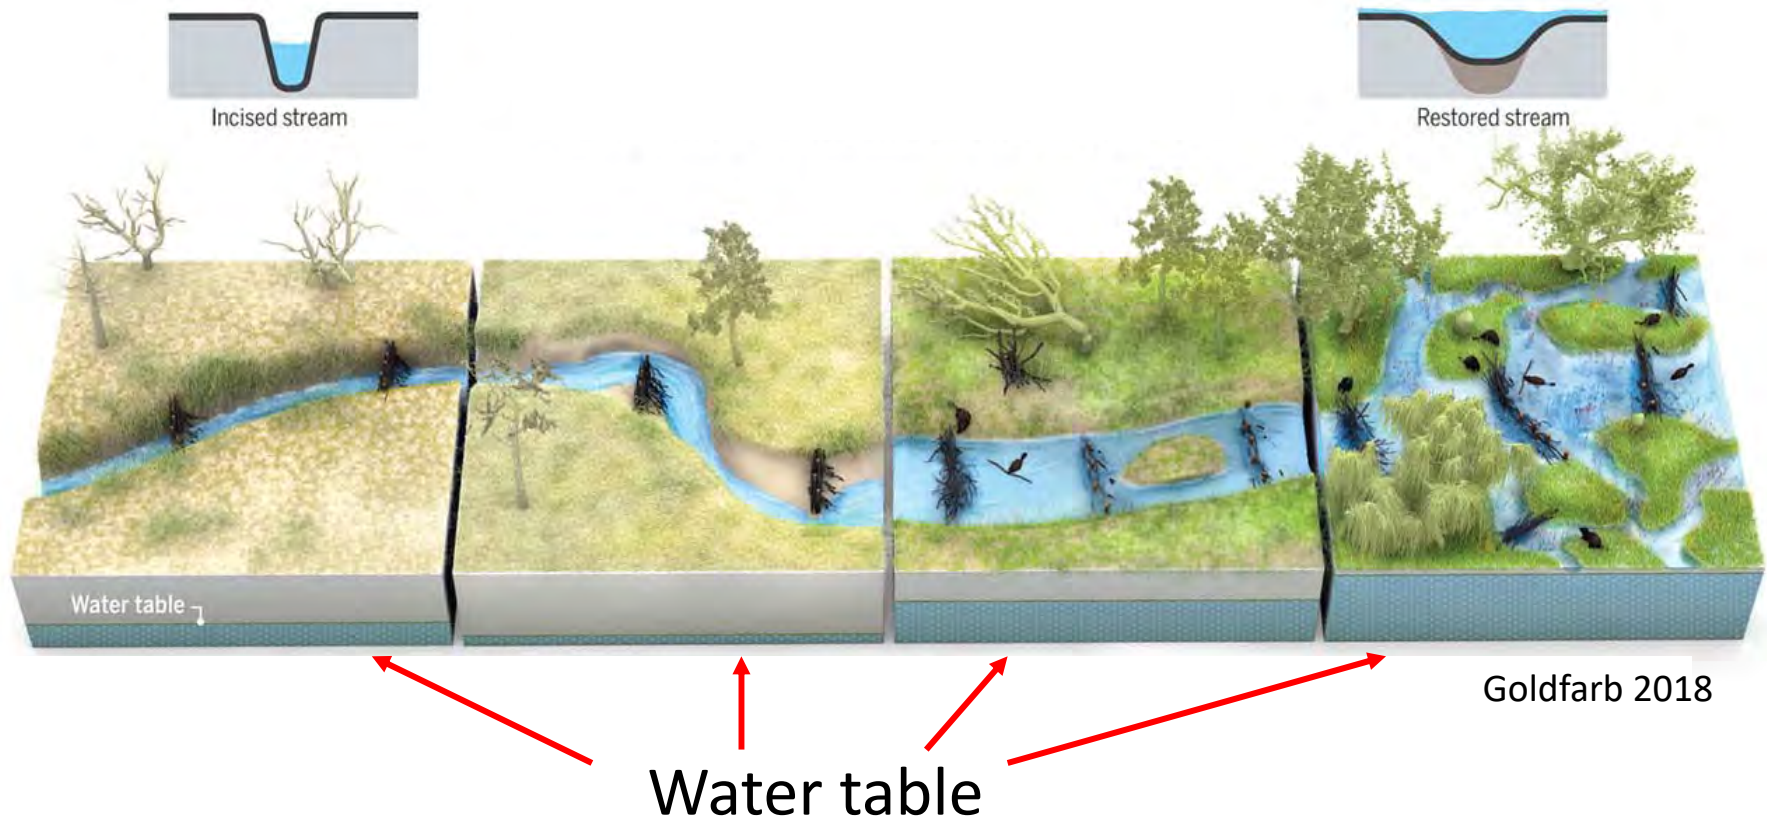 Incised stream
Restored stream
Water table
Goldfarb 2018
Water table